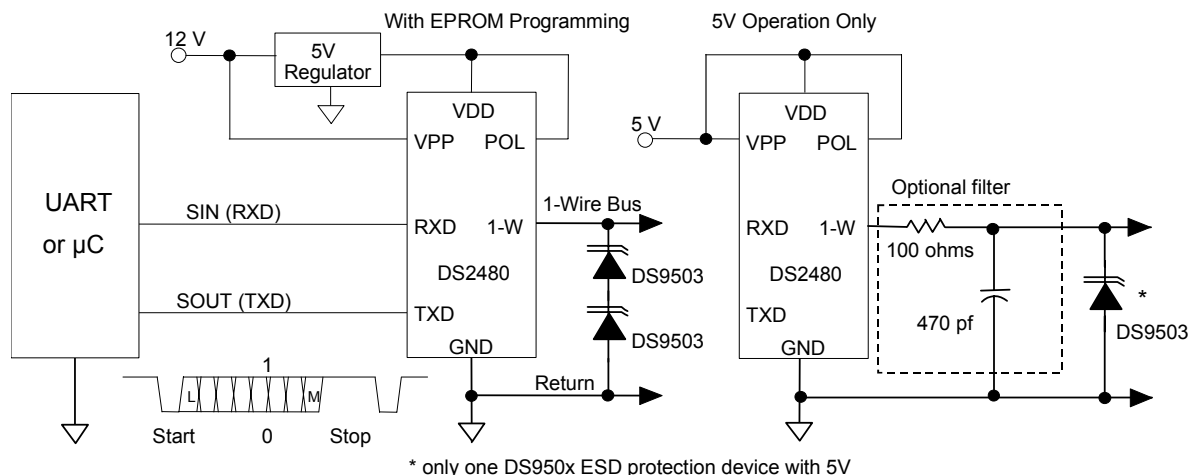 With EPROM Programming
5V Operation Only
12 V
5V
Regulator
VDD
VPP
POL
UART
or µC
SIN (RXD)
SOUT (TXD)
RXD
1-W
DS2480
TXD
GND
1-Wire Bus
DS9503
DS9503
Return
1
L
M
Start
0
Stop
5 V
VDD
VPP
POL
RXD
1-W
DS2480
TXD
GND
Optional filter
100 ohms
470 pf
*
DS9503
* only one DS950x ESD protection device with 5V